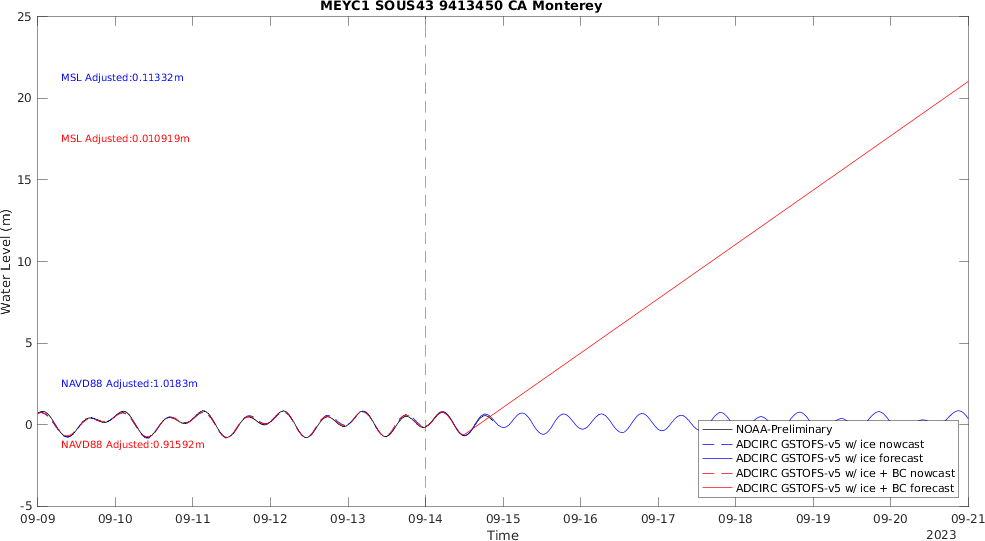 MEYC1 SOUS43 9413450 CA Monterey
25
20
15
10
5
0
-5
Water Level (m)
MSL Adjusted:0.11332m
MSL Adjusted:0.010919m
NAVD88 Adjusted:1.0183m
NAVD88 Adjusted:0.91592m
NOAA-Preliminary
ADCIRC GSTOFS-v5 w/ ice nowcast
ADCIRC GSTOFS-v5 w/ ice forecast
ADCIRC GSTOFS-v5 w/ ice + BC nowcast
ADCIRC GSTOFS-v5 w/ ice + BC forecast
09-09 09-10 09-11 09-12 09-13 09-14 09-15 09-16 09-17 09-18 09-19 09-20 09-21
Time
2023